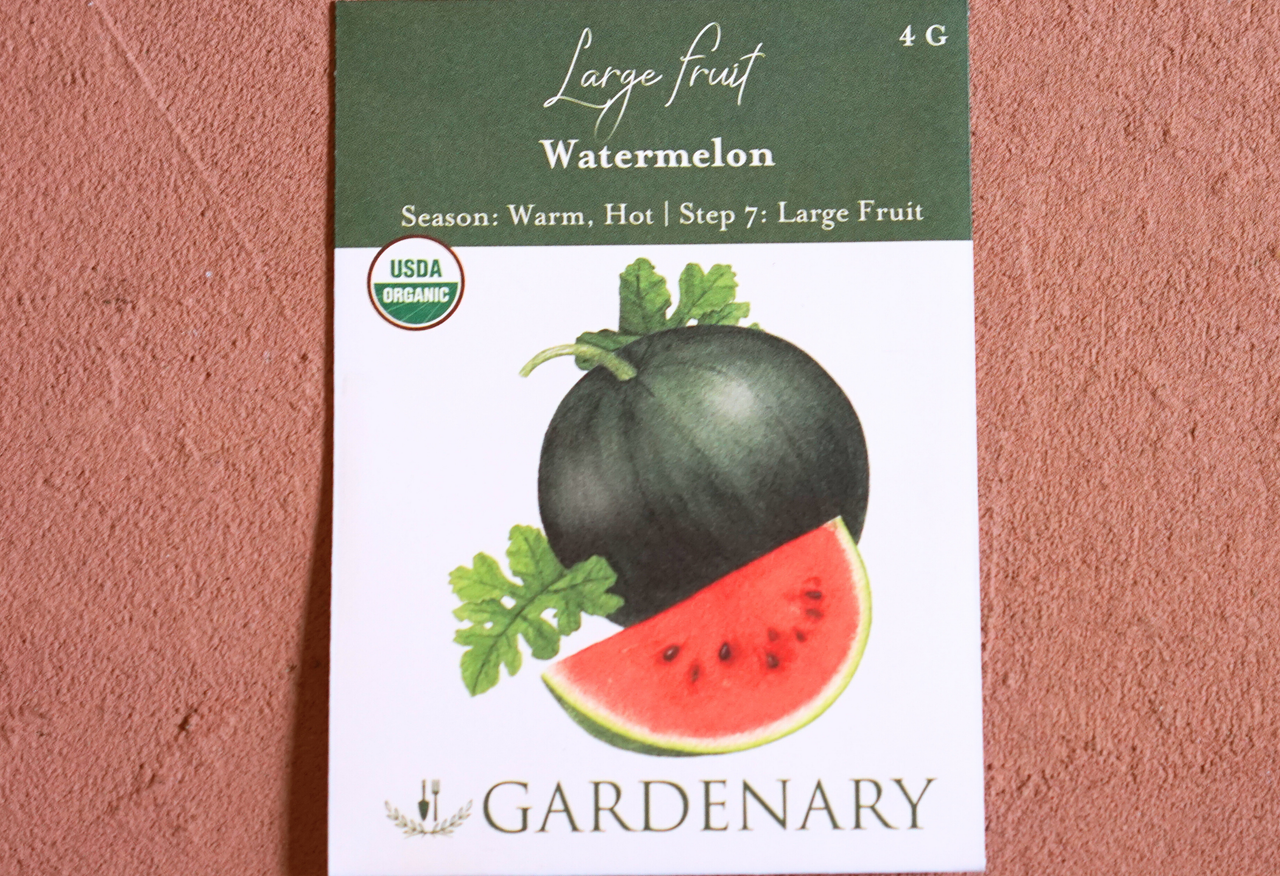 4 G
Large Fruit
Watermelon
Season: Warm, Hot | Step 7: Large Fruit
USDA
ORGANIC
GARDENARY